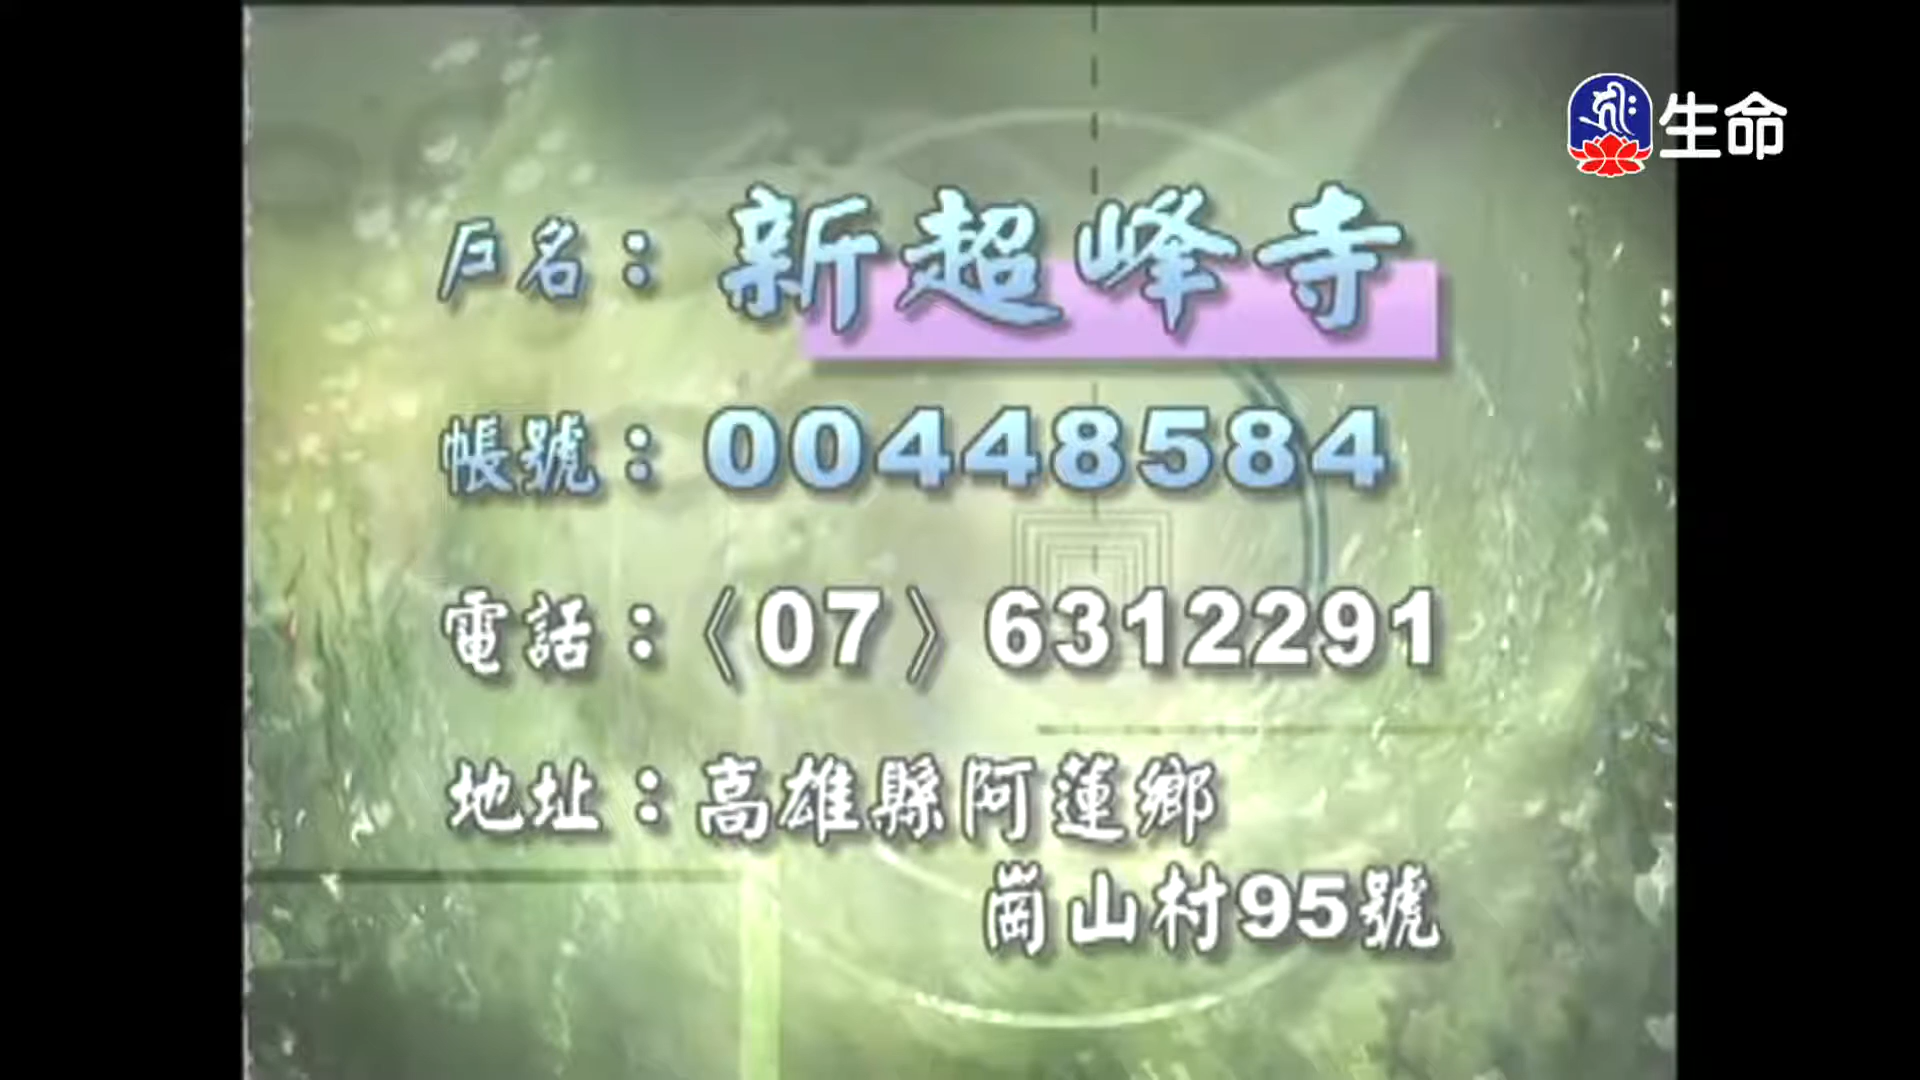 生命
戶名：新超峰寺
帳號：00448584
電話：《07》6312291
地址：高雄縣阿蓮鄉
崗山村95號